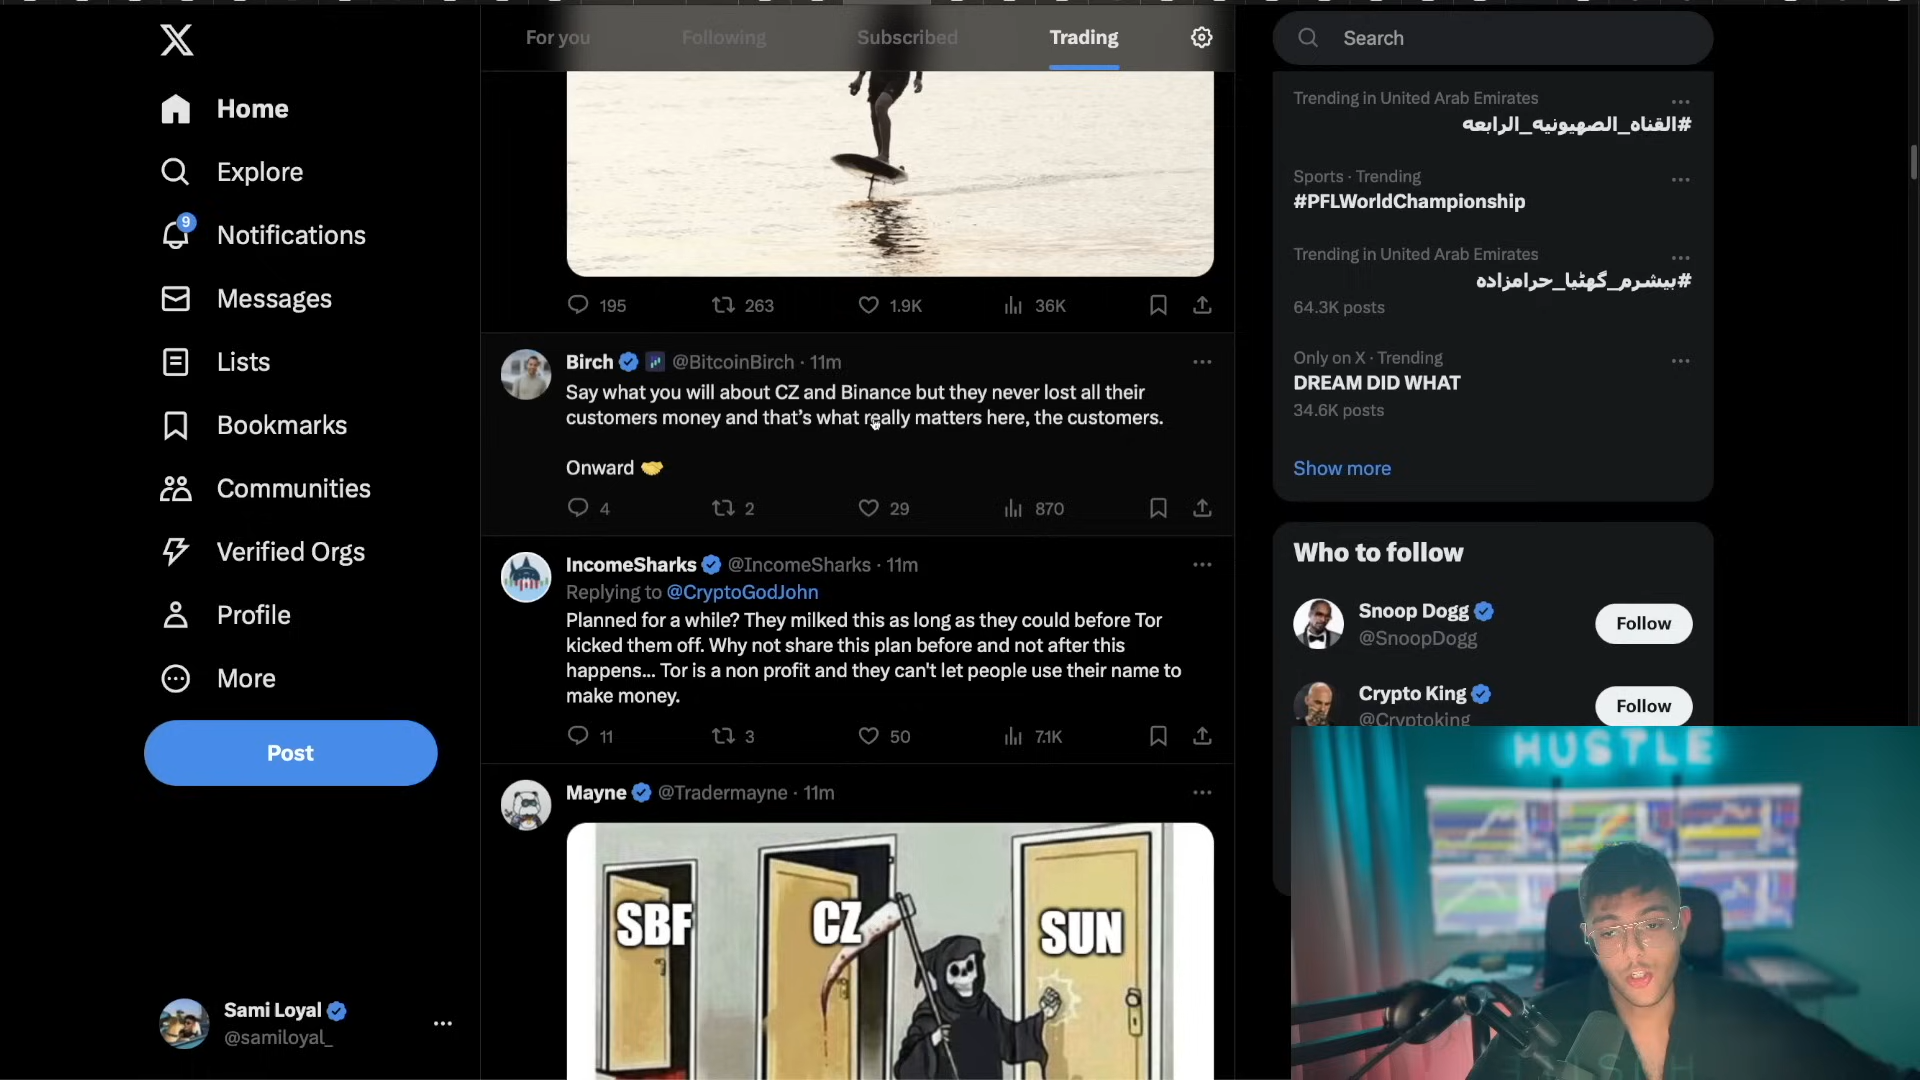 For you
Following
Subscribed
Trading
Search
Home
Explore
9
Notifications
Messages
Lists
Bookmarks
Communities
Verified Orgs
Profile
More
Post
Sami Loyal
@samiloyal_
195
263
1.9K
36K
Birch @BitcoinBirch · 11m
Say what you will about CZ and Binance but they never lost all their
customers money and that's what really matters here, the customers.
Onward 🤝
4
2
29
870
IncomeSharks @IncomeSharks · 11m
Replying to @CryptoGodJohn
Planned for a while? They milked this as long as they could before Tor
kicked them off. Why not share this plan before and not after this
happens... Tor is a non profit and they can't let people use their name to
make money.
11
3
50
7.1K
Mayne @Tradermayne · 11m
SBF
CZ
SUN
Trending in United Arab Emirates
#القناه_الصهيونيه_الرابعه
Sports · Trending
#PFLWorldChampionship
Trending in United Arab Emirates
#بیشرم_گھٹیا_حرامزادہ
64.3K posts
Only on X · Trending
DREAM DID WHAT
34.6K posts
Show more
Who to follow
Snoop Dogg
@SnoopDogg
Follow
Crypto King
@Cryptoking
Follow
HUSTLE